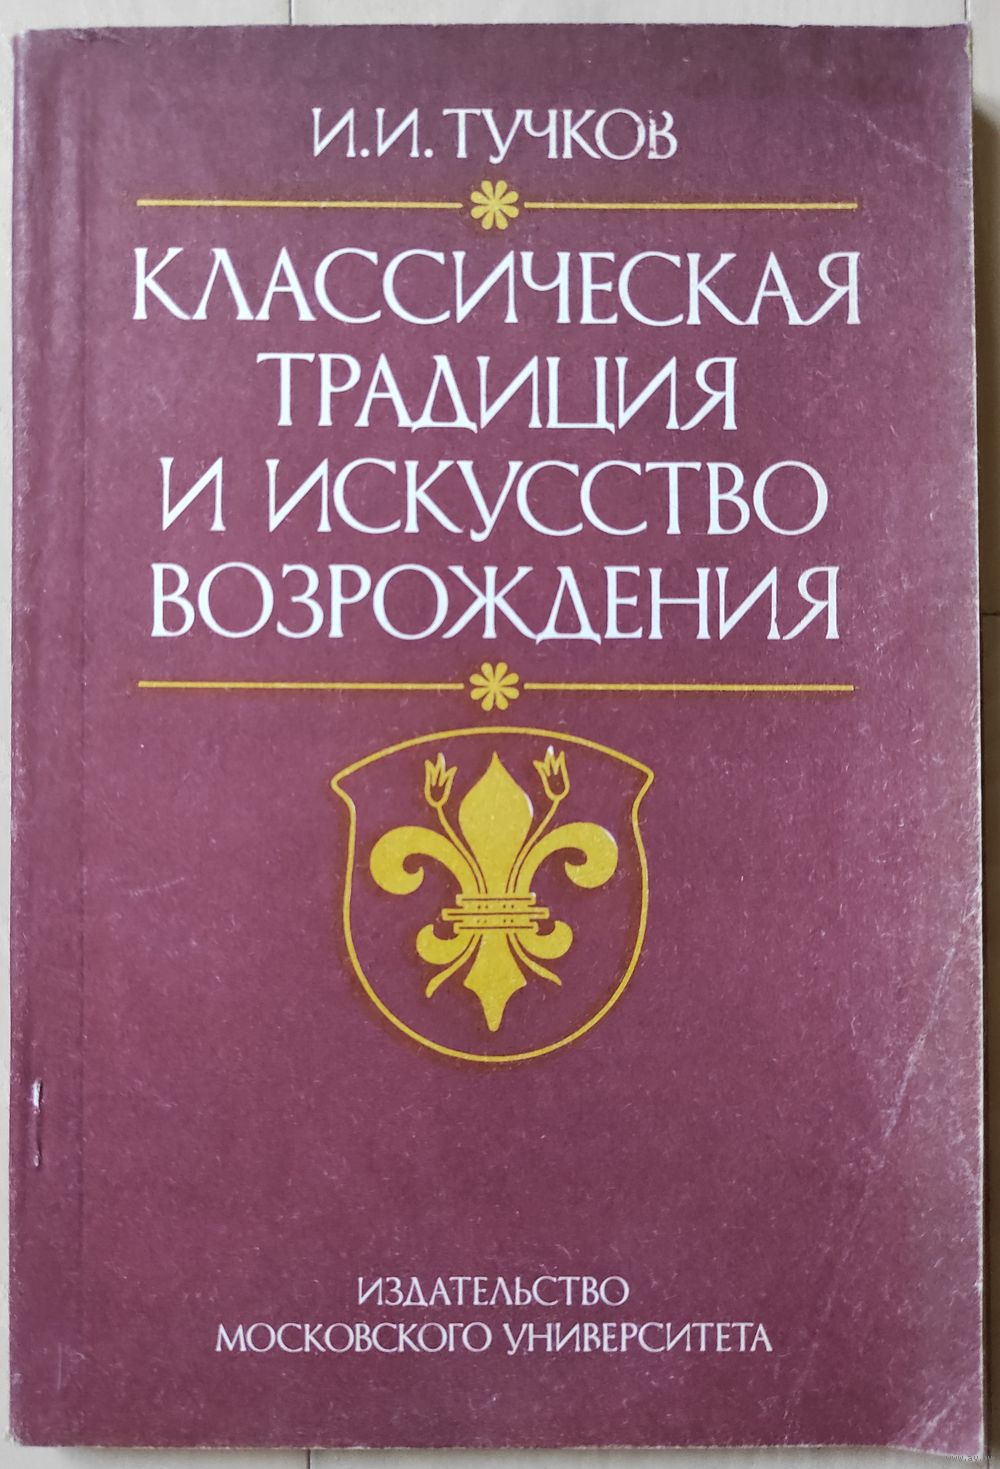 И.И. ТУЧКОВ
КЛАССИЧЕСКАЯ
ТРАДИЦИЯ
И ИСКУССТВО
ВОЗРОЖДЕНИЯ
ИЗДАТЕЛЬСТВО
МОСКОВСКОГО УНИВЕРСИТЕТА